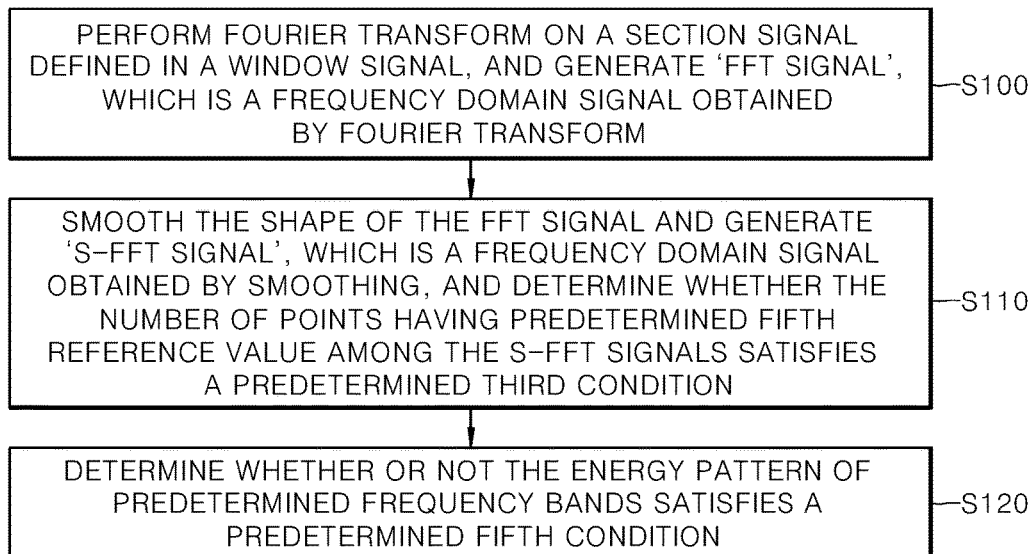 PERFORM FOURIER TRANSFORM ON A SECTION SIGNAL
DEFINED IN A WINDOW SIGNAL, AND GENERATE ‘FFT SIGNAL’,
WHICH IS A FREQUENCY DOMAIN SIGNAL OBTAINED
BY FOURIER TRANSFORM
S100
SMOOTH THE SHAPE OF THE FFT SIGNAL AND GENERATE
‘S-FFT SIGNAL’, WHICH IS A FREQUENCY DOMAIN SIGNAL
OBTAINED BY SMOOTHING, AND DETERMINE WHETHER THE
NUMBER OF POINTS HAVING PREDETERMINED FIFTH
REFERENCE VALUE AMONG THE S-FFT SIGNALS SATISFIES
A PREDETERMINED THIRD CONDITION
S110
DETERMINE WHETHER OR NOT THE ENERGY PATTERN OF
PREDETERMINED FREQUENCY BANDS SATISFIES A
PREDETERMINED FIFTH CONDITION
S120